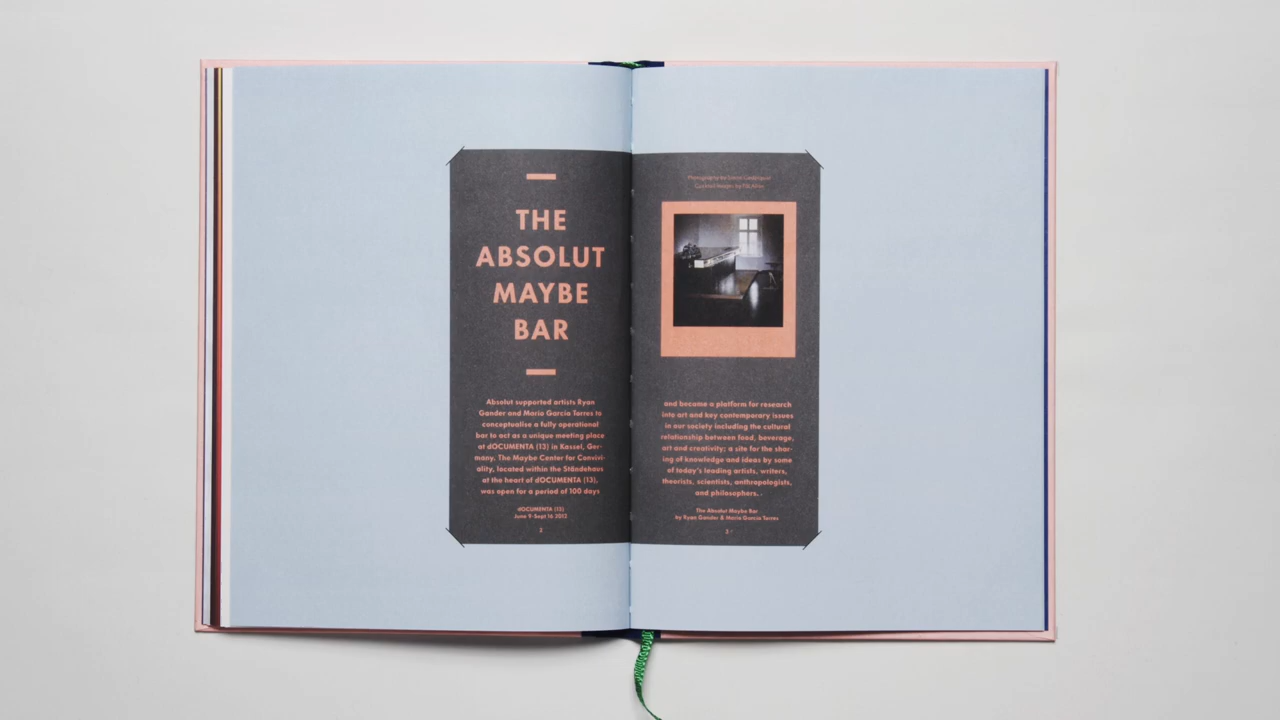 THE
ABSOLUT
MAYBE
BAR
Absolut supported artists Ryan
Gander and Mario Garcia Torres to
conceptualise a fully operational
bar to act as a unique meeting place
at dOCUMENTA (13) in Kassel, Ger-
many. The Maybe Center for Convivi-
ality, located within the Ständehaus
at the heart of dOCUMENTA (13),
was open for a period of 100 days
dOCUMENTA (13)
June 9-Sept 16 2012
2
Photography by
Cocktail recipes by
and became a platform for research
into art and key contemporary issues
in our society including the cultural
relationship between food, beverage,
art and creativity; a site for the shar-
ing of knowledge and ideas by some
of today's leading artists, writers,
theorists, scientists, anthropologists,
and philosophers.
The Absolut Maybe Bar
by Ryan Gander & Mario Garcia Torres
3